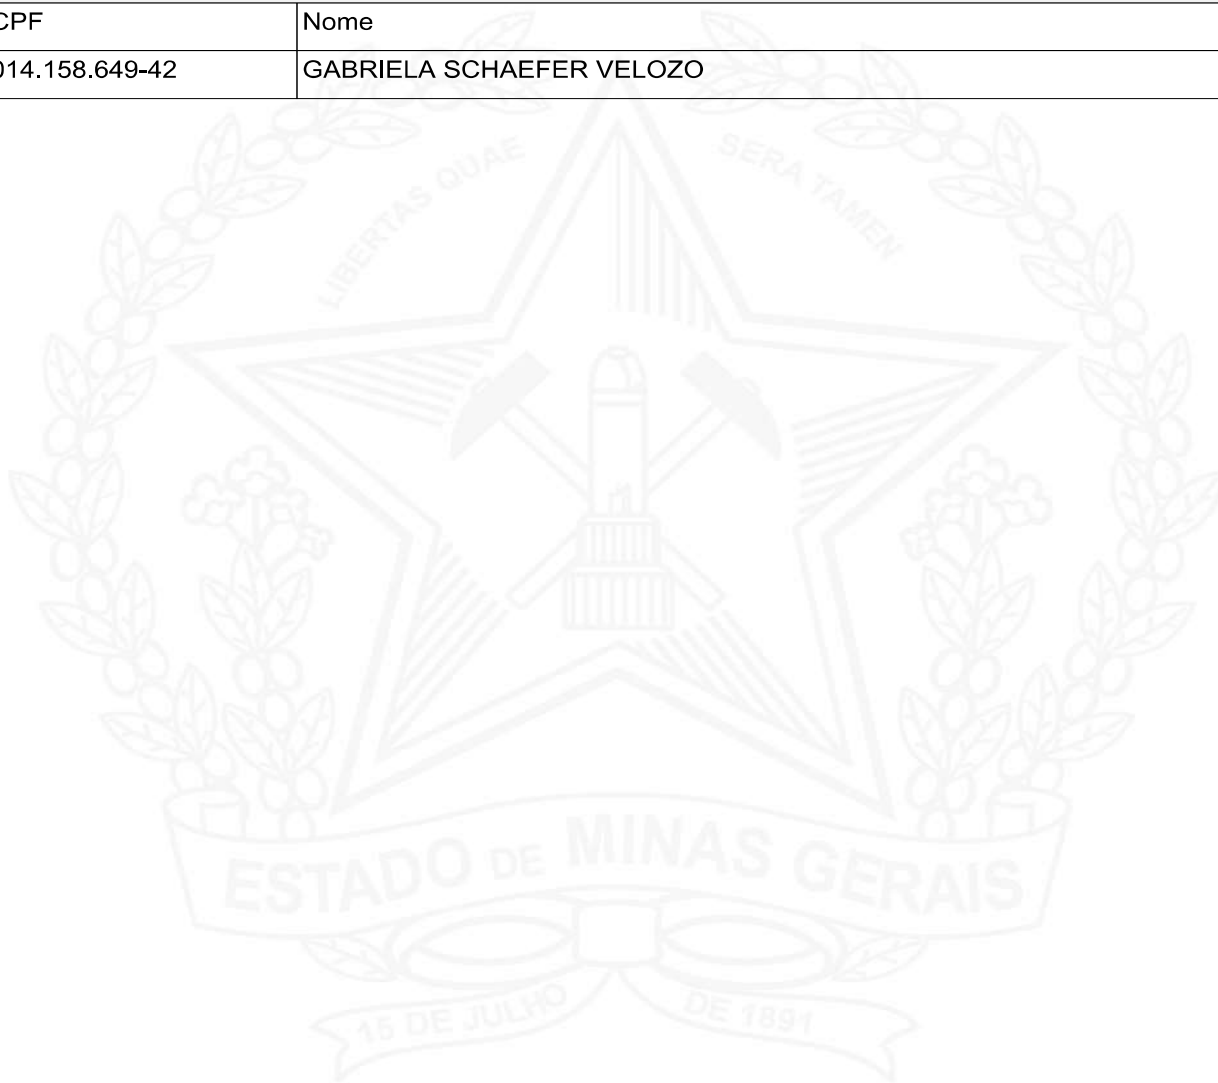 CPF Nome
014.158.649-42 GABRIELA SCHAEFER VELOZO
LIBERTAS QUAE SERA TAMEN
ESTADO DE MINAS GERAIS
15 DE JULHO DE 1891